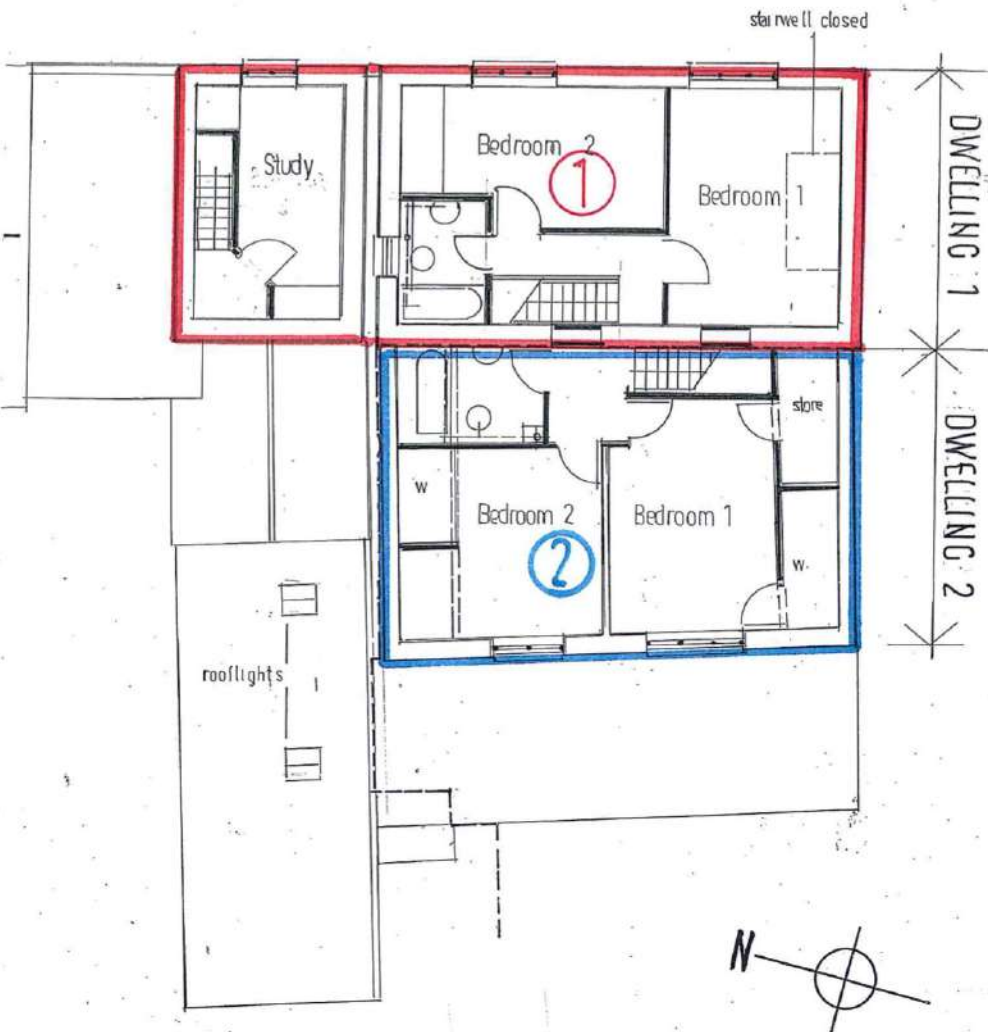 stairwell closed
Study
Bedroom 2
1
Bedroom 1
DWELLING 1
store
W
Bedroom 2
2
Bedroom 1
W.
DWELLING 2
rooflights
N